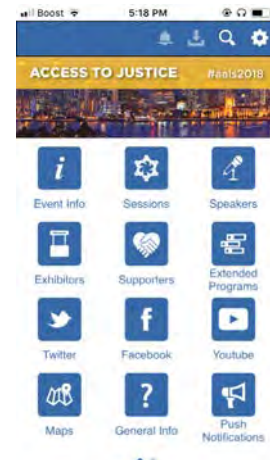 Boost 5:18 PM
ACCESS TO JUSTICE #aals2018
Event Info Sessions Speakers
Exhibitors Supporters Extended
Programs
Twitter Facebook Youtube
Maps General Info Push
Notifications